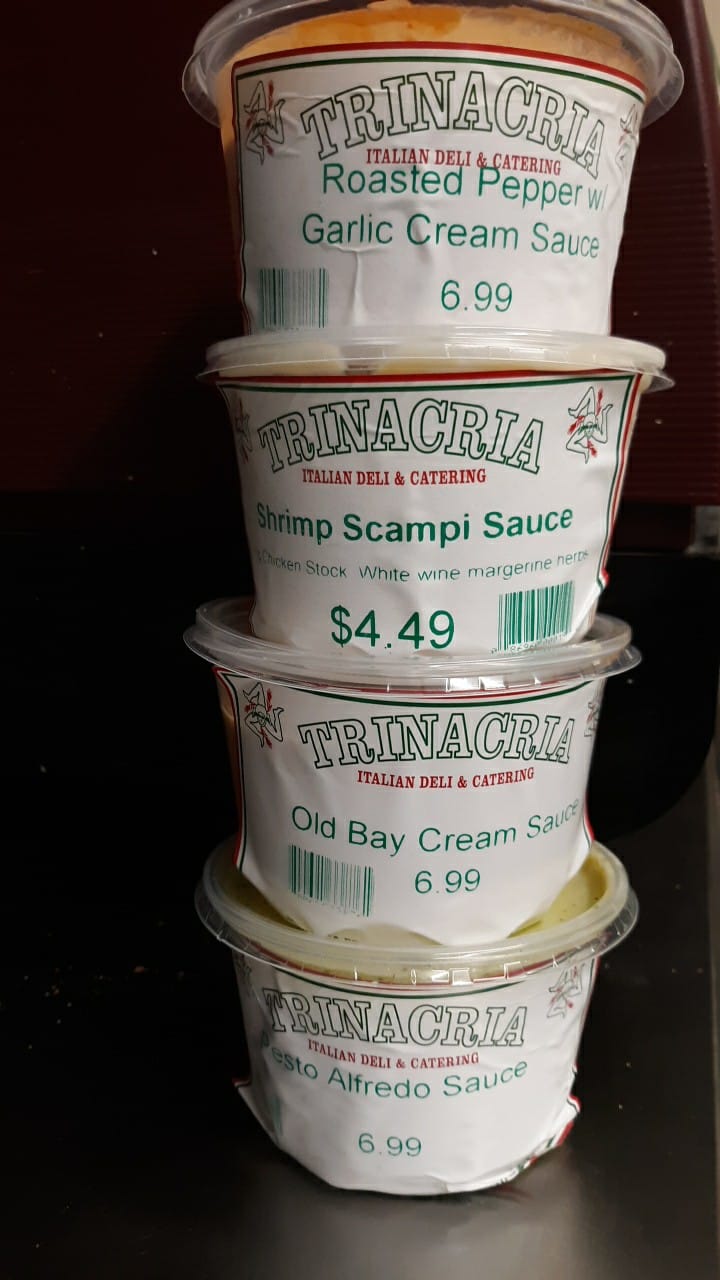 TRINACRIA
ITALIAN DELI & CATERING
Roasted Pepper w/
Garlic Cream Sauce
6.99
TRINACRIA
ITALIAN DELI & CATERING
Shrimp Scampi Sauce
Chicken Stock White wine margerine herbs
$4.49
TRINACRIA
ITALIAN DELI & CATERING
Old Bay Cream Sauce
6.99
TRINACRIA
ITALIAN DELI & CATERING
Pesto Alfredo Sauce
6.99